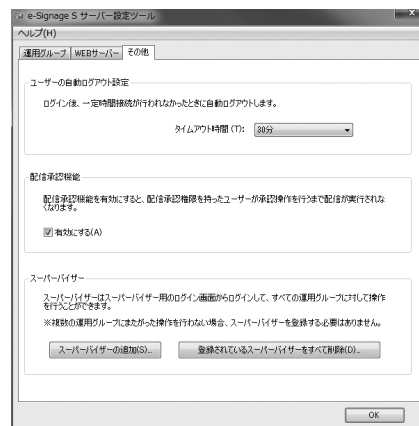 e-Signage S サーバー設定ツール
ヘルプ(H)
運用グループ WEBサーバー その他
ユーザーの自動ログアウト設定
ログイン後、一定時間接続が行われなかったときに自動ログアウトします。
タイムアウト時間 (T): 30分
配信承認機能
配信承認機能を有効にすると、配信承認権限を持ったユーザーが承認操作を行うまで配信が実行されな
くなります。
有効にする(A)
スーパーバイザー
スーパーバイザーはスーパーバイザー用のログイン画面からログインして、すべての運用グループに対して操作
を行うことができます。
※複数の運用グループにまたがった操作を行わない場合、スーパーバイザーを登録する必要はありません。
スーパーバイザーの追加(S)... 登録されているスーパーバイザーをすべて削除(D)...
OK